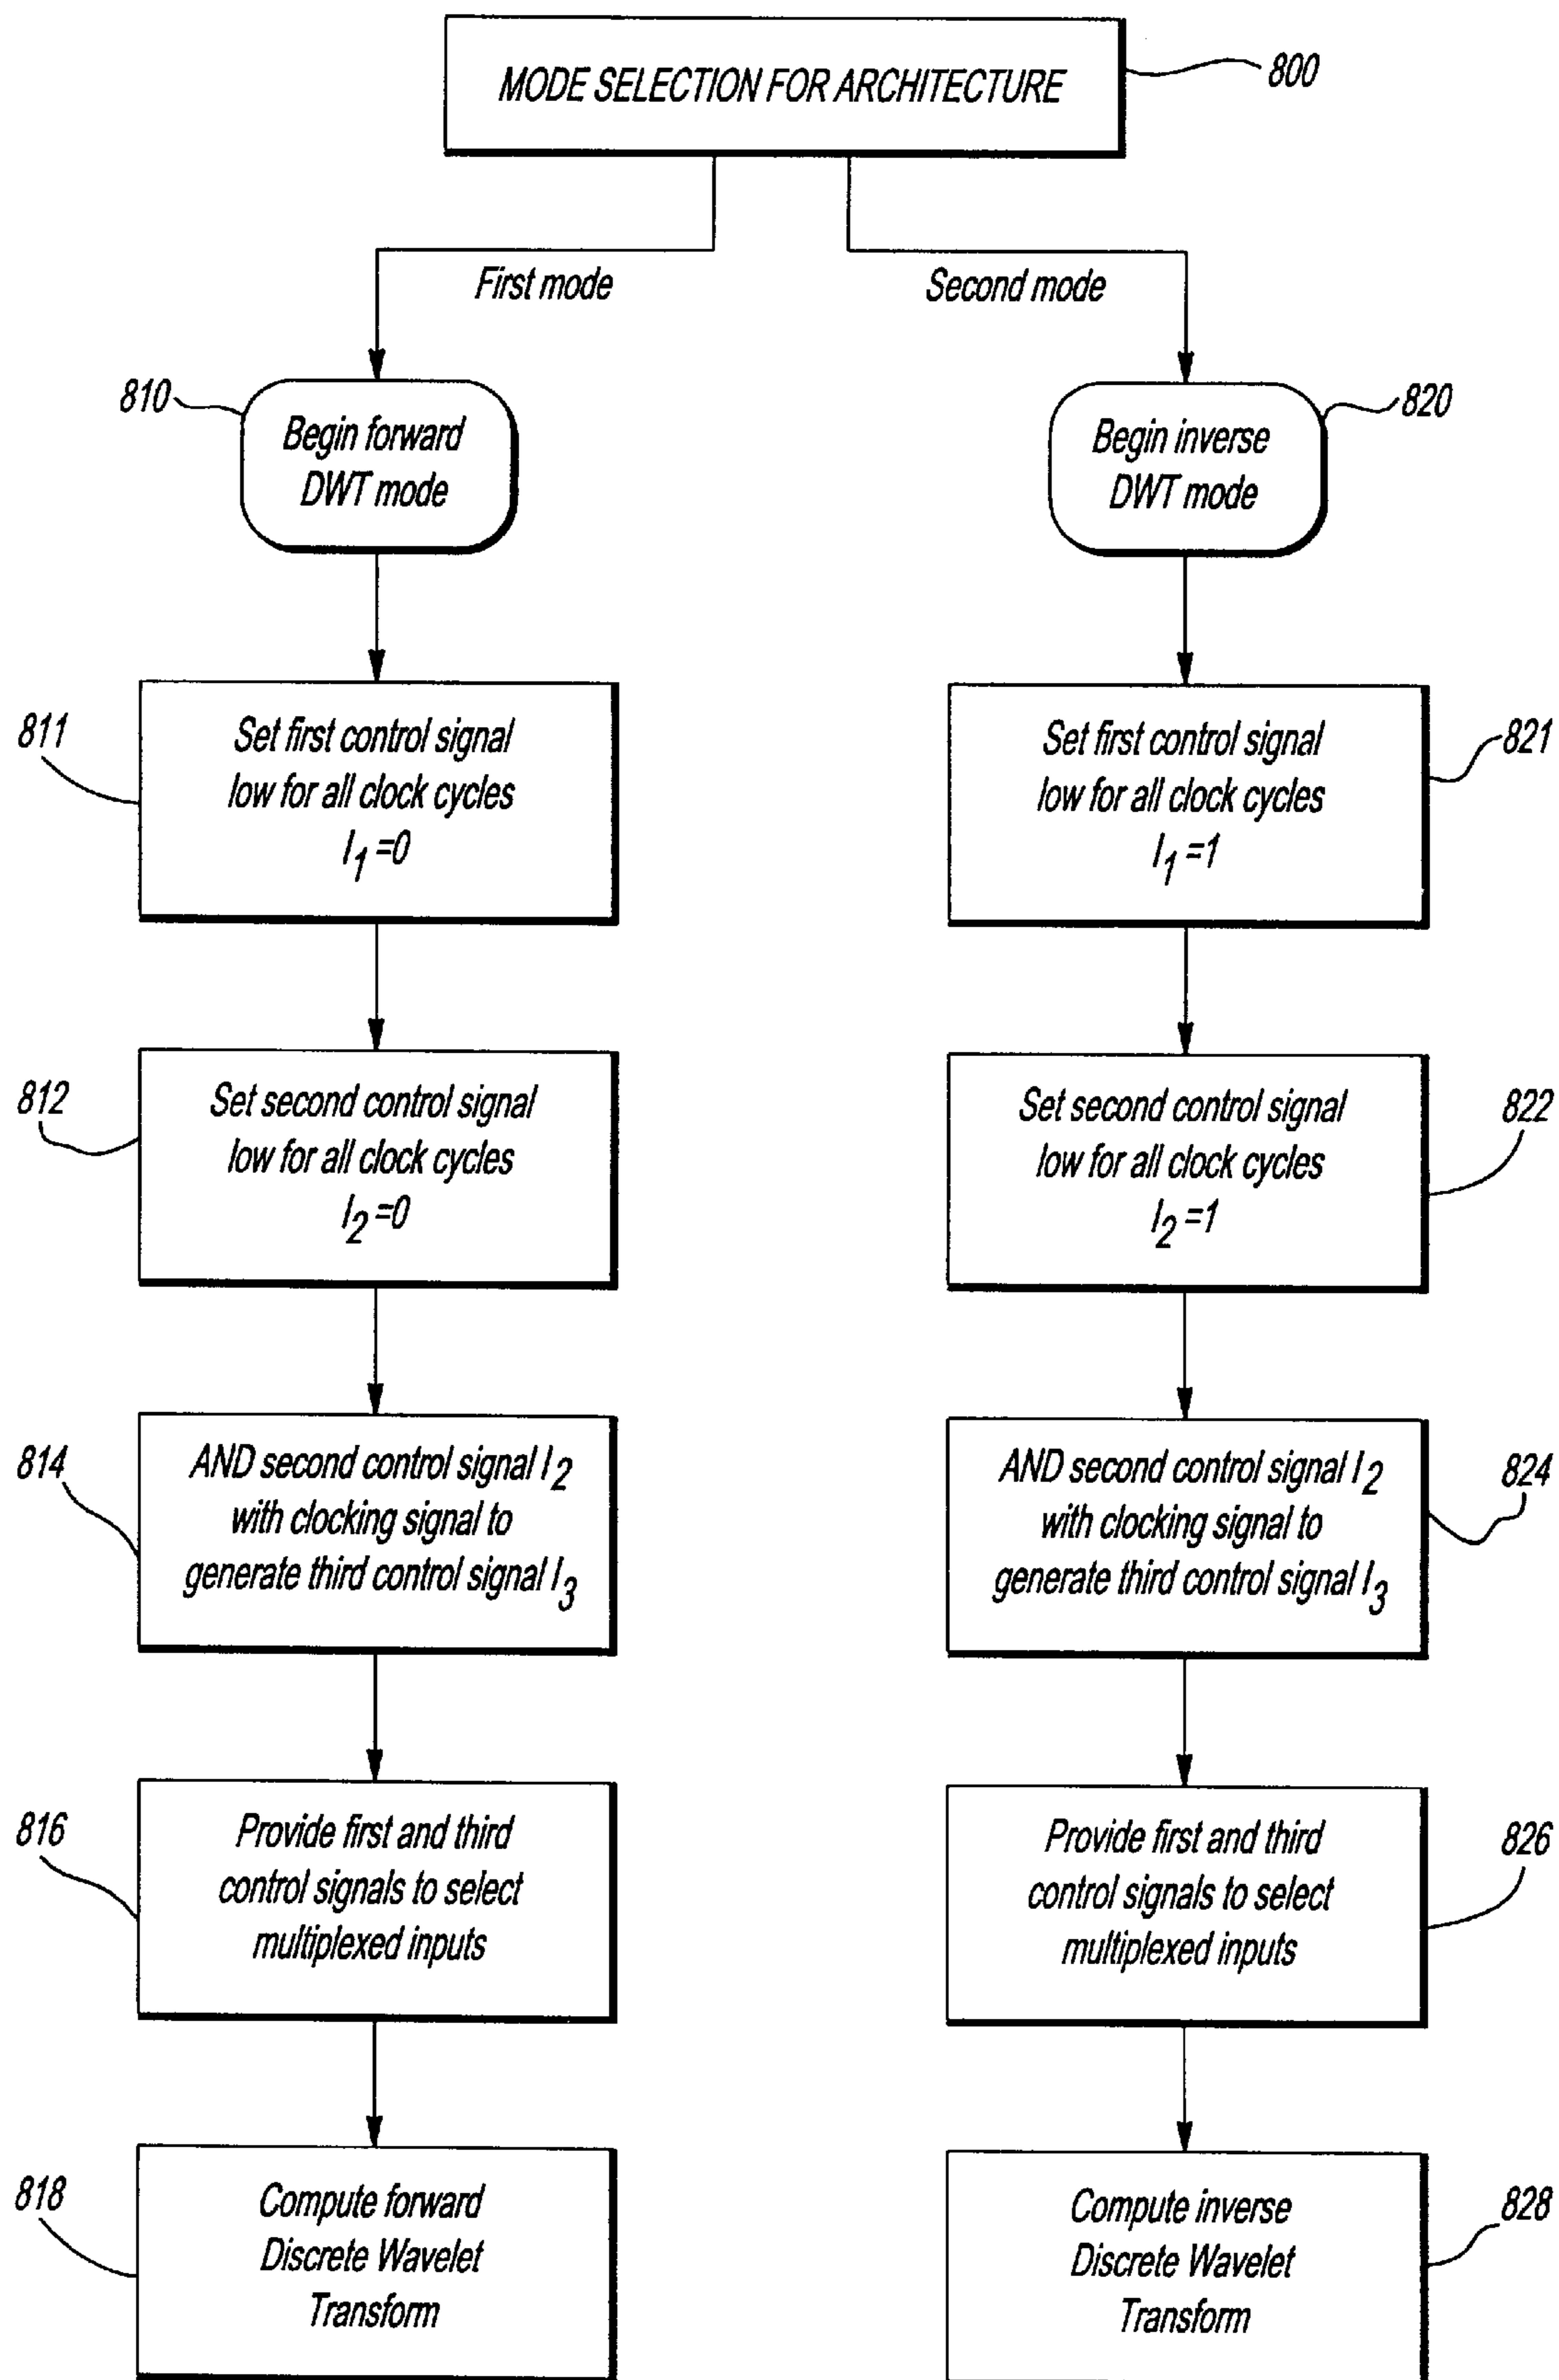 MODE SELECTION FOR ARCHITECTURE
800
First mode
Second mode
810
Begin forward
DWT mode
820
Begin inverse
DWT mode
811
Set first control signal
low for all clock cycles
I1 =0
821
Set first control signal
low for all clock cycles
I1 =1
812
Set second control signal
low for all clock cycles
I2 =0
822
Set second control signal
low for all clock cycles
I2 =1
814
AND second control signal I2
with clocking signal to
generate third control signal I3
824
AND second control signal I2
with clocking signal to
generate third control signal I3
816
Provide first and third
control signals to select
multiplexed inputs
826
Provide first and third
control signals to select
multiplexed inputs
818
Compute forward
Discrete Wavelet
Transform
828
Compute inverse
Discrete Wavelet
Transform